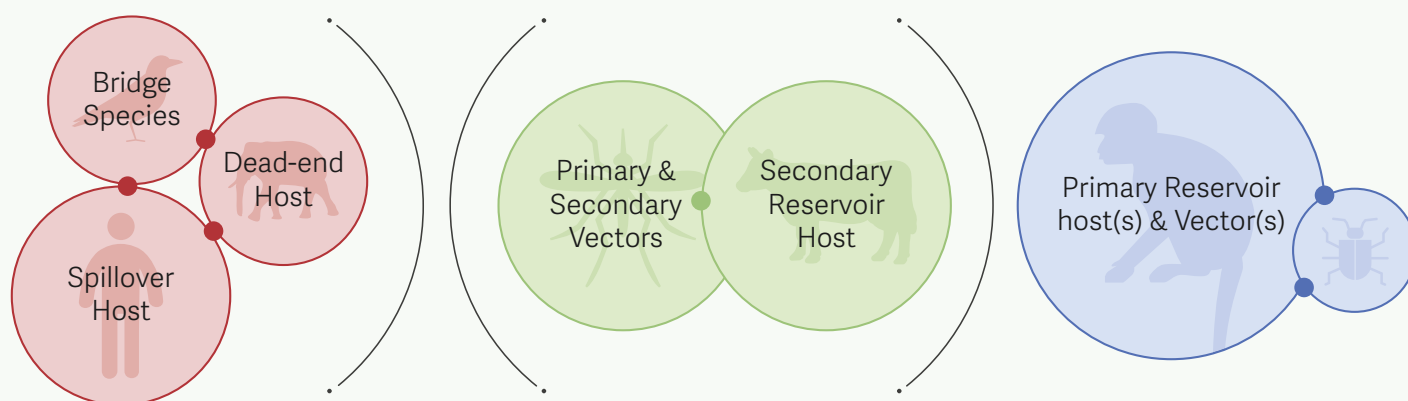 Bridge
Species
Dead-end
Host
Spillover
Host
Primary &
Secondary
Vectors
Secondary
Reservoir
Host
Primary Reservoir
host(s) & Vector(s)